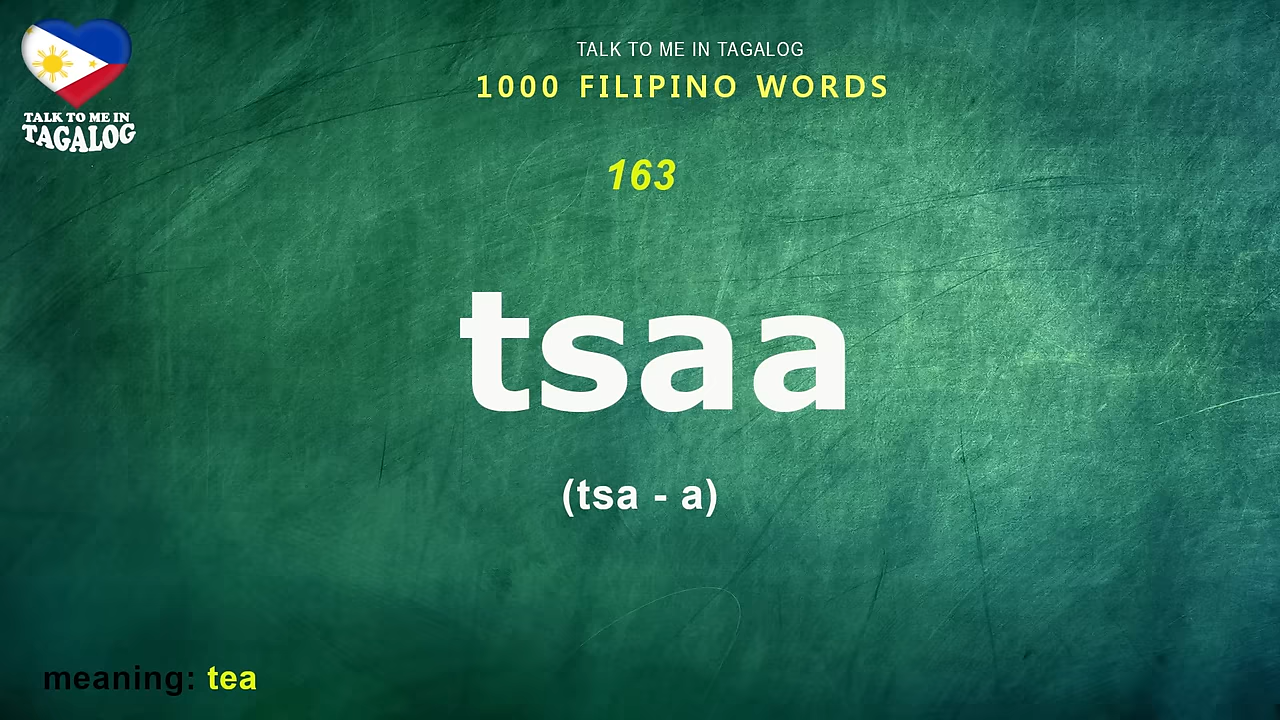 TALK TO ME IN
TAGALOG
TALK TO ME IN TAGALOG
1000 FILIPINO WORDS
163
tsaa
(tsa - a)
meaning: tea